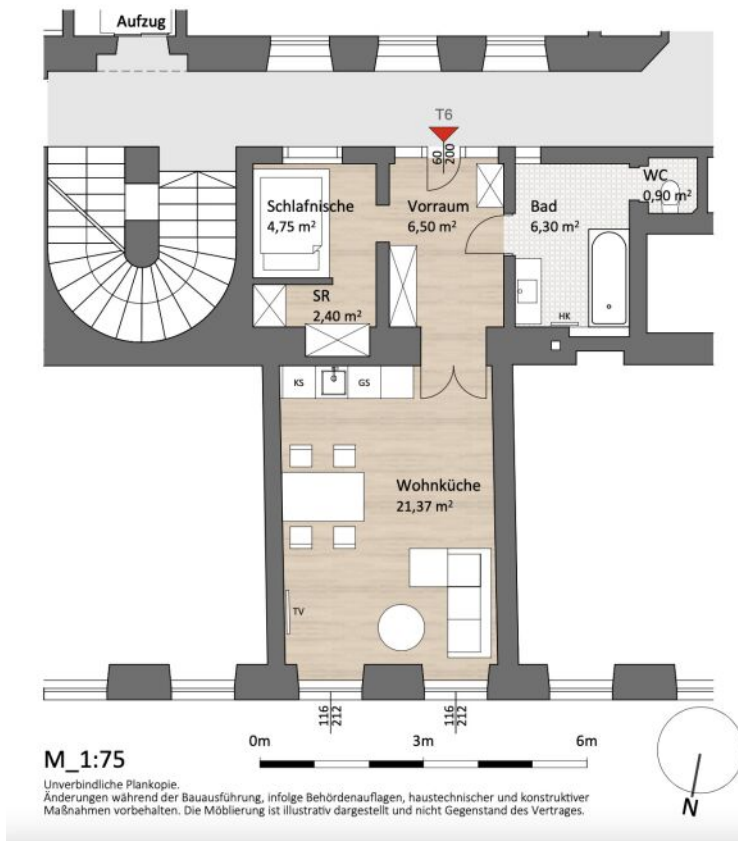 Aufzug
T6
60
200
Schlafnische
4,75 m²
Vorraum
6,50 m²
Bad
6,30 m²
WC
0,90 m²
SR
2,40 m²
HK
KS
GS
Wohnküche
21,37 m²
TV
116
212
116
212
M_1:75
0m
3m
6m
Unverbindliche Plankopie.
Änderungen während der Bauausführung, infolge Behördenauflagen, haustechnischer und konstruktiver
Maßnahmen vorbehalten. Die Möblierung ist illustrativ dargestellt und nicht Gegenstand des Vertrages.
N